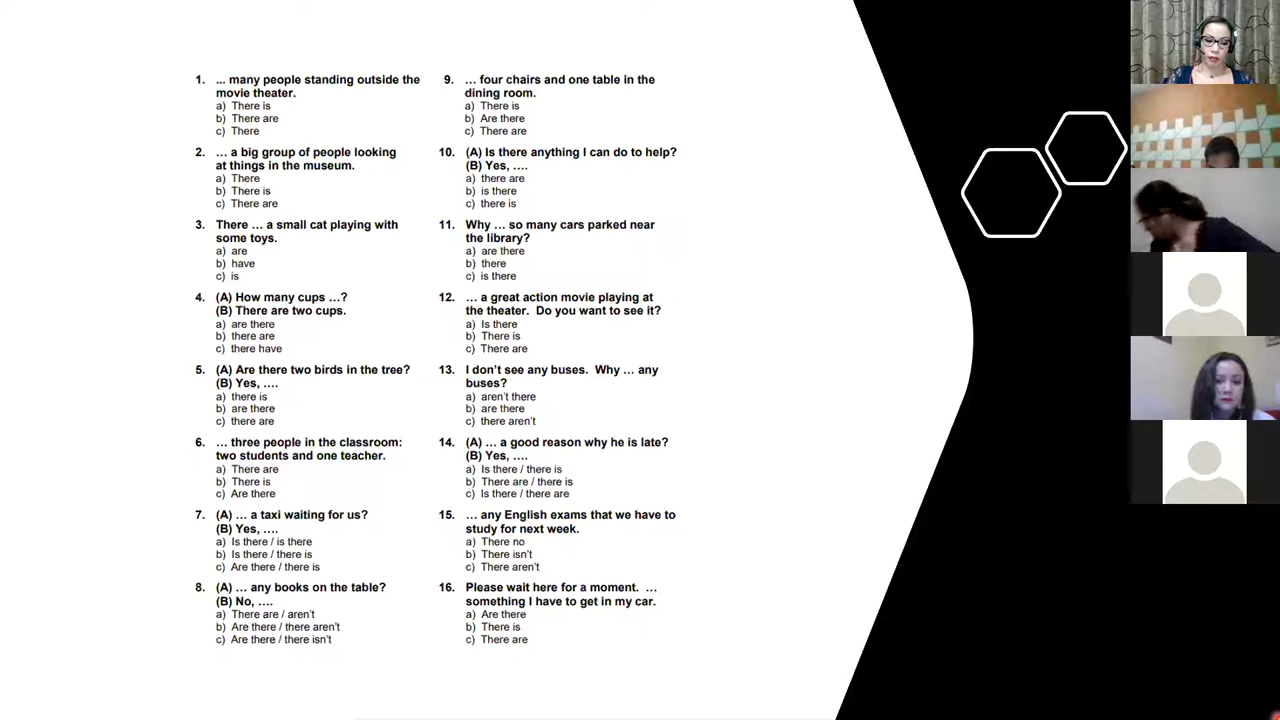 1. ... many people standing outside the
movie theater.
a) There is
b) There are
c) There
2. … a big group of people looking
at things in the museum.
a) There
b) There is
c) There are
3. There … a small cat playing with
some toys.
a) are
b) have
c) is
4. (A) How many cups …?
(B) There are two cups.
a) are there
b) there are
c) there have
5. (A) Are there two birds in the tree?
(B) Yes, ….
a) there is
b) are there
c) there are
6. … three people in the classroom:
two students and one teacher.
a) There are
b) There is
c) Are there
7. (A) … a taxi waiting for us?
(B) Yes, ….
a) Is there / is there
b) Is there / there is
c) Are there / there is
8. (A) … any books on the table?
(B) No, ….
a) There are / aren't
b) Are there / there aren't
c) Are there / there isn't
9. … four chairs and one table in the
dining room.
a) There is
b) Are there
c) There are
10. (A) Is there anything I can do to help?
(B) Yes, ….
a) there are
b) is there
c) there is
11. Why … so many cars parked near
the library?
a) are there
b) there
c) is there
12. … a great action movie playing at
the theater. Do you want to see it?
a) Is there
b) There is
c) There are
13. I don't see any buses. Why … any
buses?
a) aren't there
b) are there
c) there aren't
14. (A) … a good reason why he is late?
(B) Yes, ….
a) Is there / there is
b) There are / there is
c) Is there / there are
15. … any English exams that we have to
study for next week.
a) There no
b) There isn't
c) There aren't
16. Please wait here for a moment. …
something I have to get in my car.
a) Are there
b) There is
c) There are